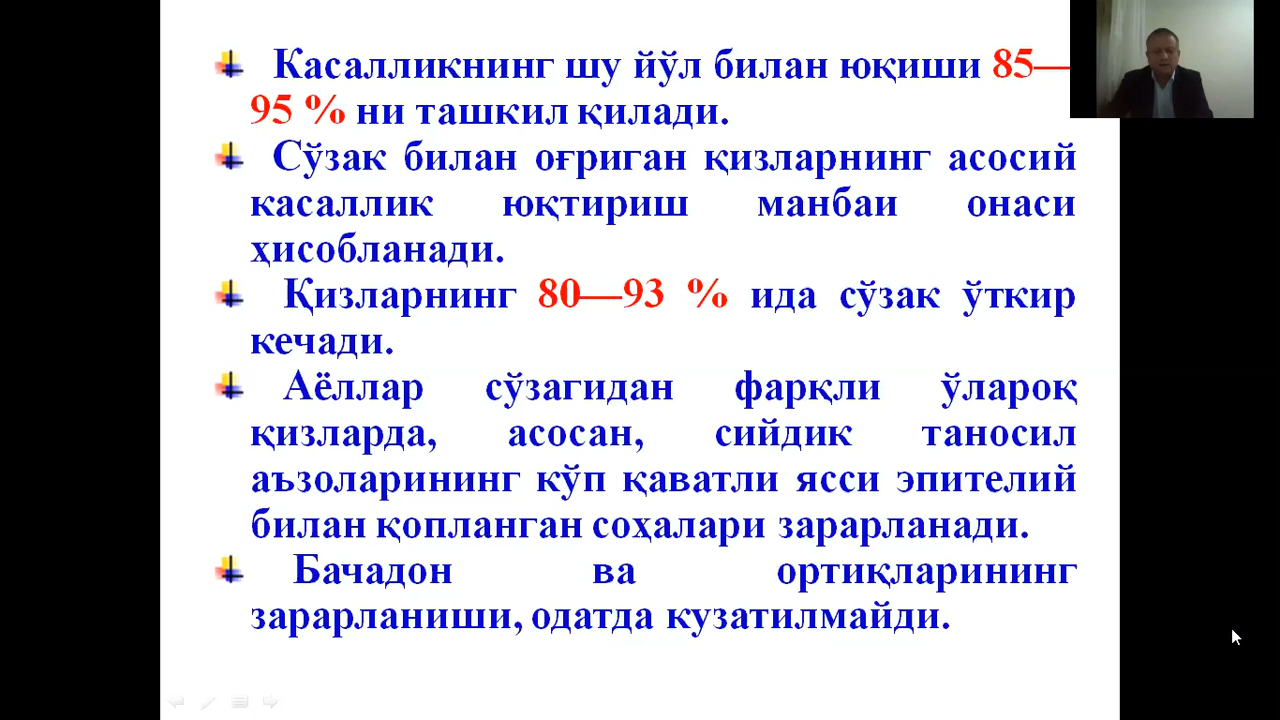 Касалликнинг шу йўл билан юқиши 85—
95 % ни ташкил қилади.
Сўзак билан оғриган қизларнинг асосий
касаллик юқтириш манбаи онаси
ҳисобланади.
Қизларнинг 80—93 % ида сўзак ўткир
кечади.
Аёллар сўзагидан фарқли ўлароқ
қизларда, асосан, сийдик таносил
аъзоларининг кўп қаватли ясси эпителий
билан қопланган соҳалари зарарланади.
Бачадон ва ортиқларининг
зарарланиши, одатда кузатилмайди.